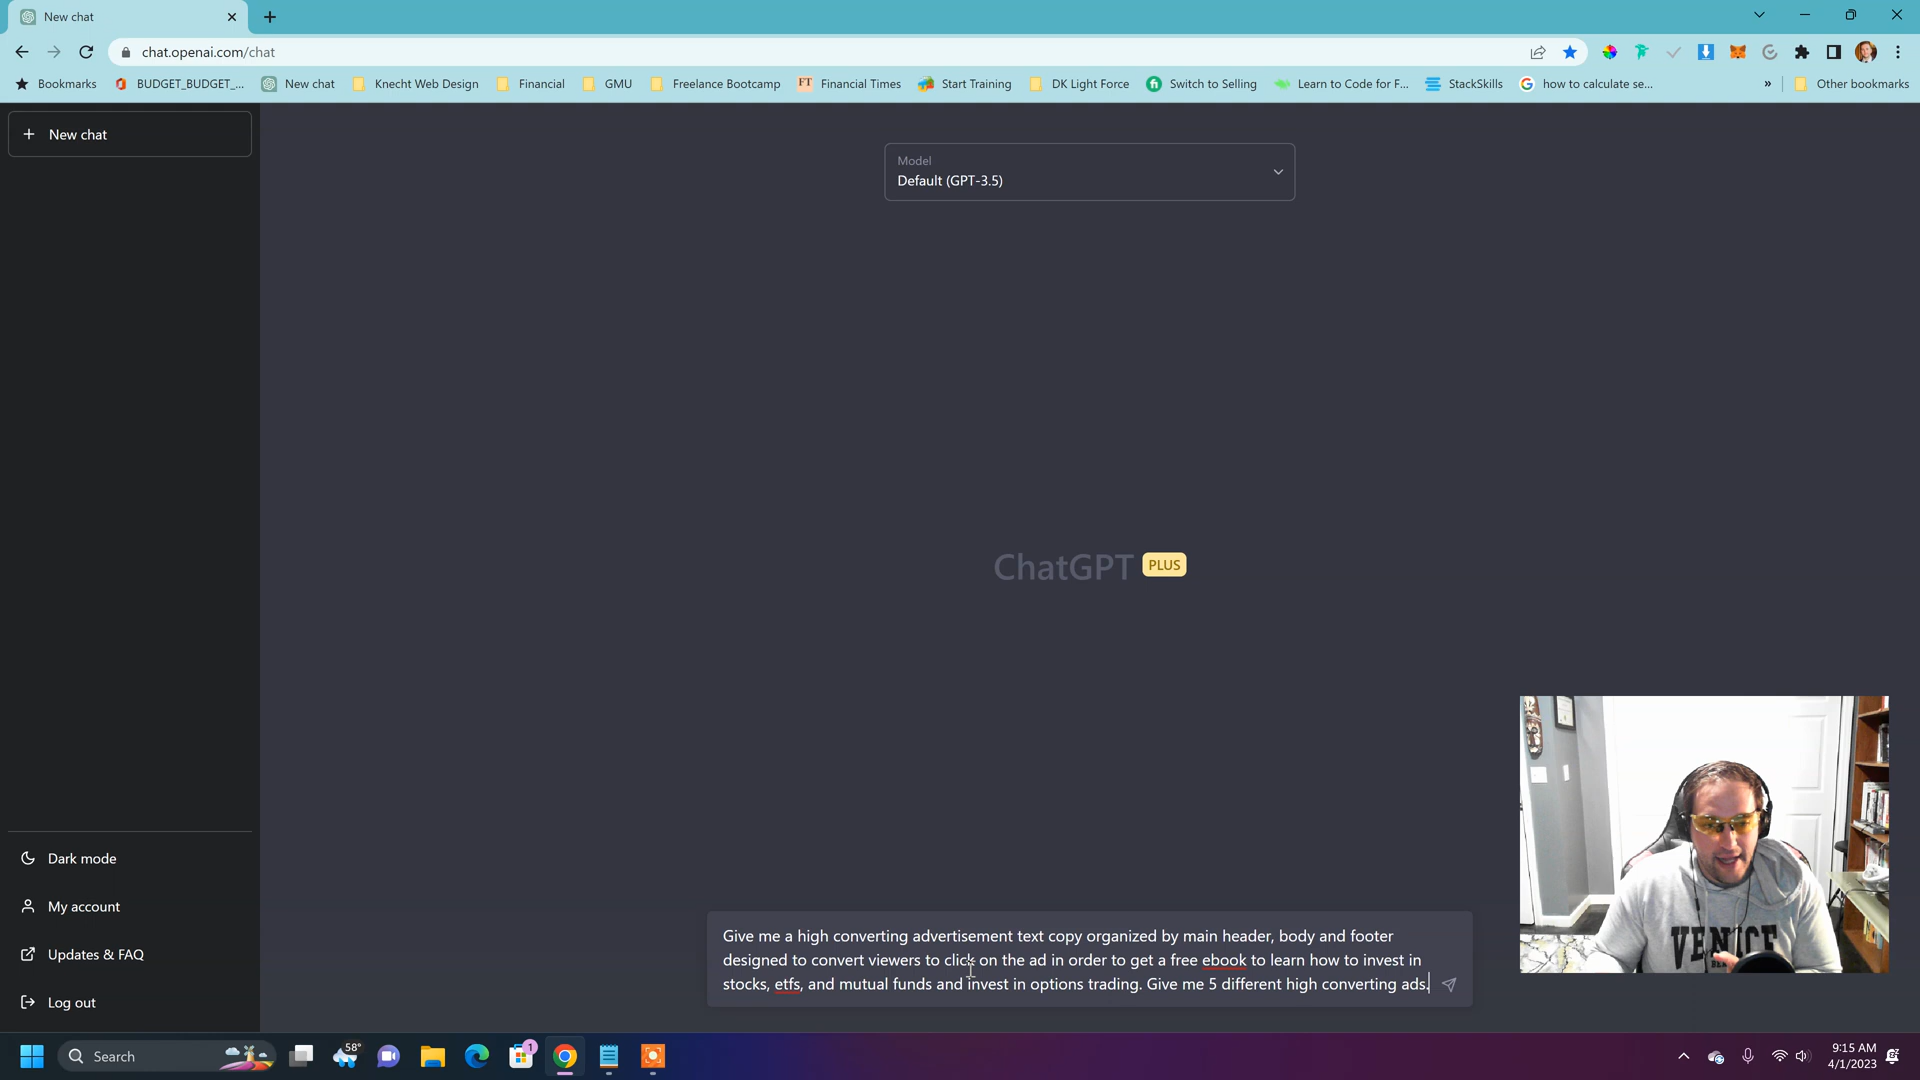 New chat
chat.openai.com/chat
Bookmarks
BUDGET_BUDGET_...
New chat
Knecht Web Design
Financial
GMU
Freelance Bootcamp
FT
Financial Times
Start Training
DK Light Force
Switch to Selling
Learn to Code for F...
StackSkills
how to calculate se...
»
Other bookmarks
New chat
Model
Default (GPT-3.5)
ChatGPT PLUS
Dark mode
My account
Updates & FAQ
Log out
Give me a high converting advertisement text copy organized by main header, body and footer
designed to convert viewers to click on the ad in order to get a free ebook to learn how to invest in
stocks, etfs, and mutual funds and invest in options trading. Give me 5 different high converting ads.
VENICE
Search
58°
1
9:15 AM
4/1/2023